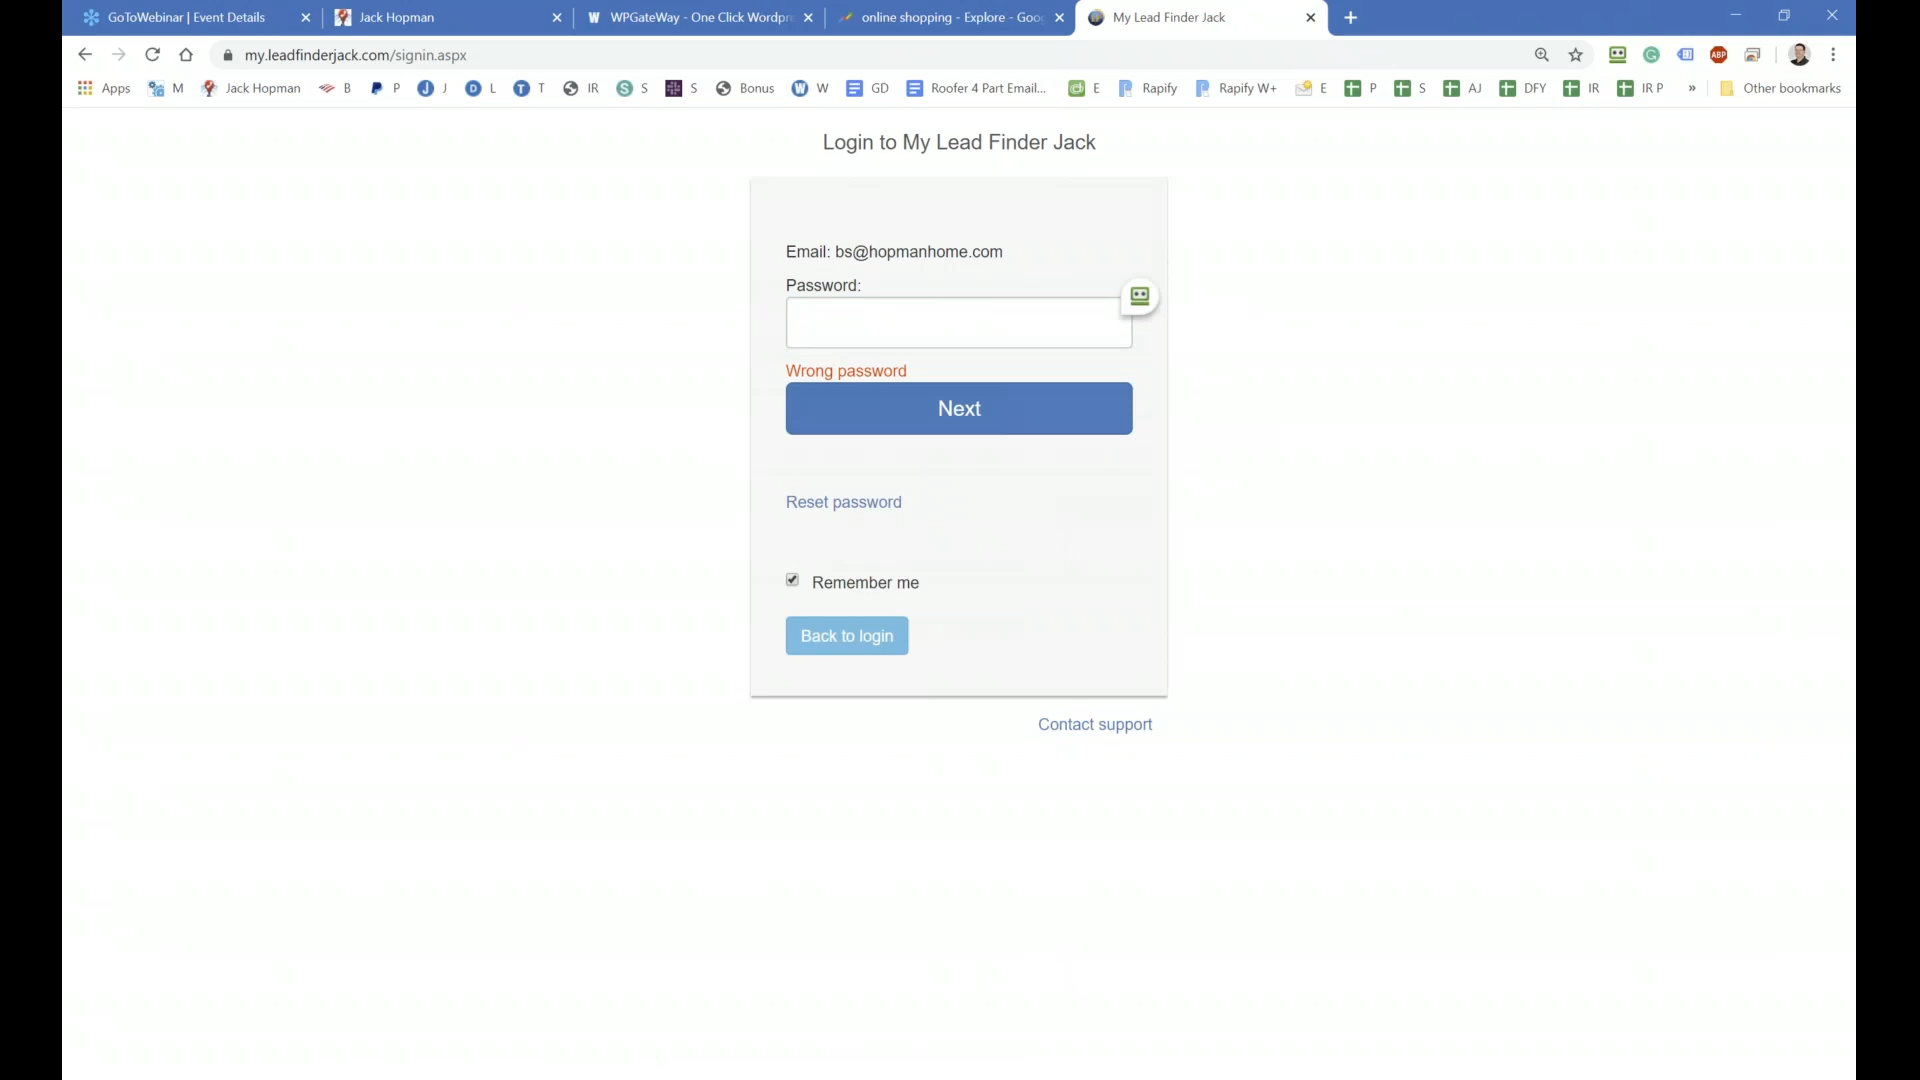 GoToWebinar | Event Details
Jack Hopman
WPGateWay - One Click Wordpr
online shopping - Explore - Goo
My Lead Finder Jack
my.leadfinderjack.com/signin.aspx
ABP
Apps M Jack Hopman B P J J D L T T IR S S S Bonus W W GD Roofer 4 Part Email... E Rapify Rapify W+ E P S AJ DFY IR IR P » Other bookmarks
Login to My Lead Finder Jack
Email: bs@hopmanhome.com
Password:
Wrong password
Next
Reset password
Remember me
Back to login
Contact support